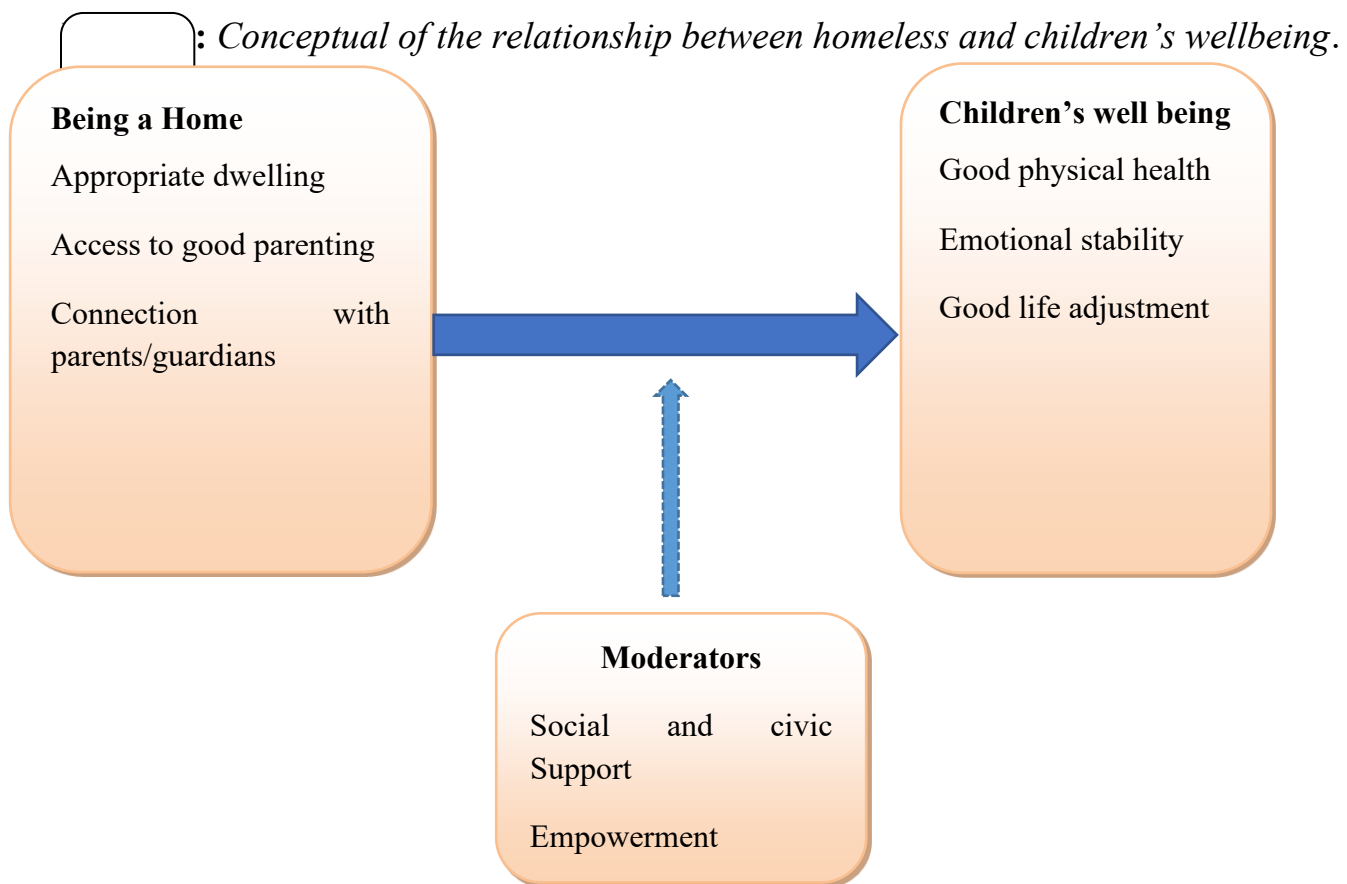 : Conceptual of the relationship between homeless and children’s wellbeing.
Being a Home
Appropriate dwelling
Access to good parenting
Connection with
parents/guardians
Children’s well being
Good physical health
Emotional stability
Good life adjustment
Moderators
Social and civic
Support
Empowerment